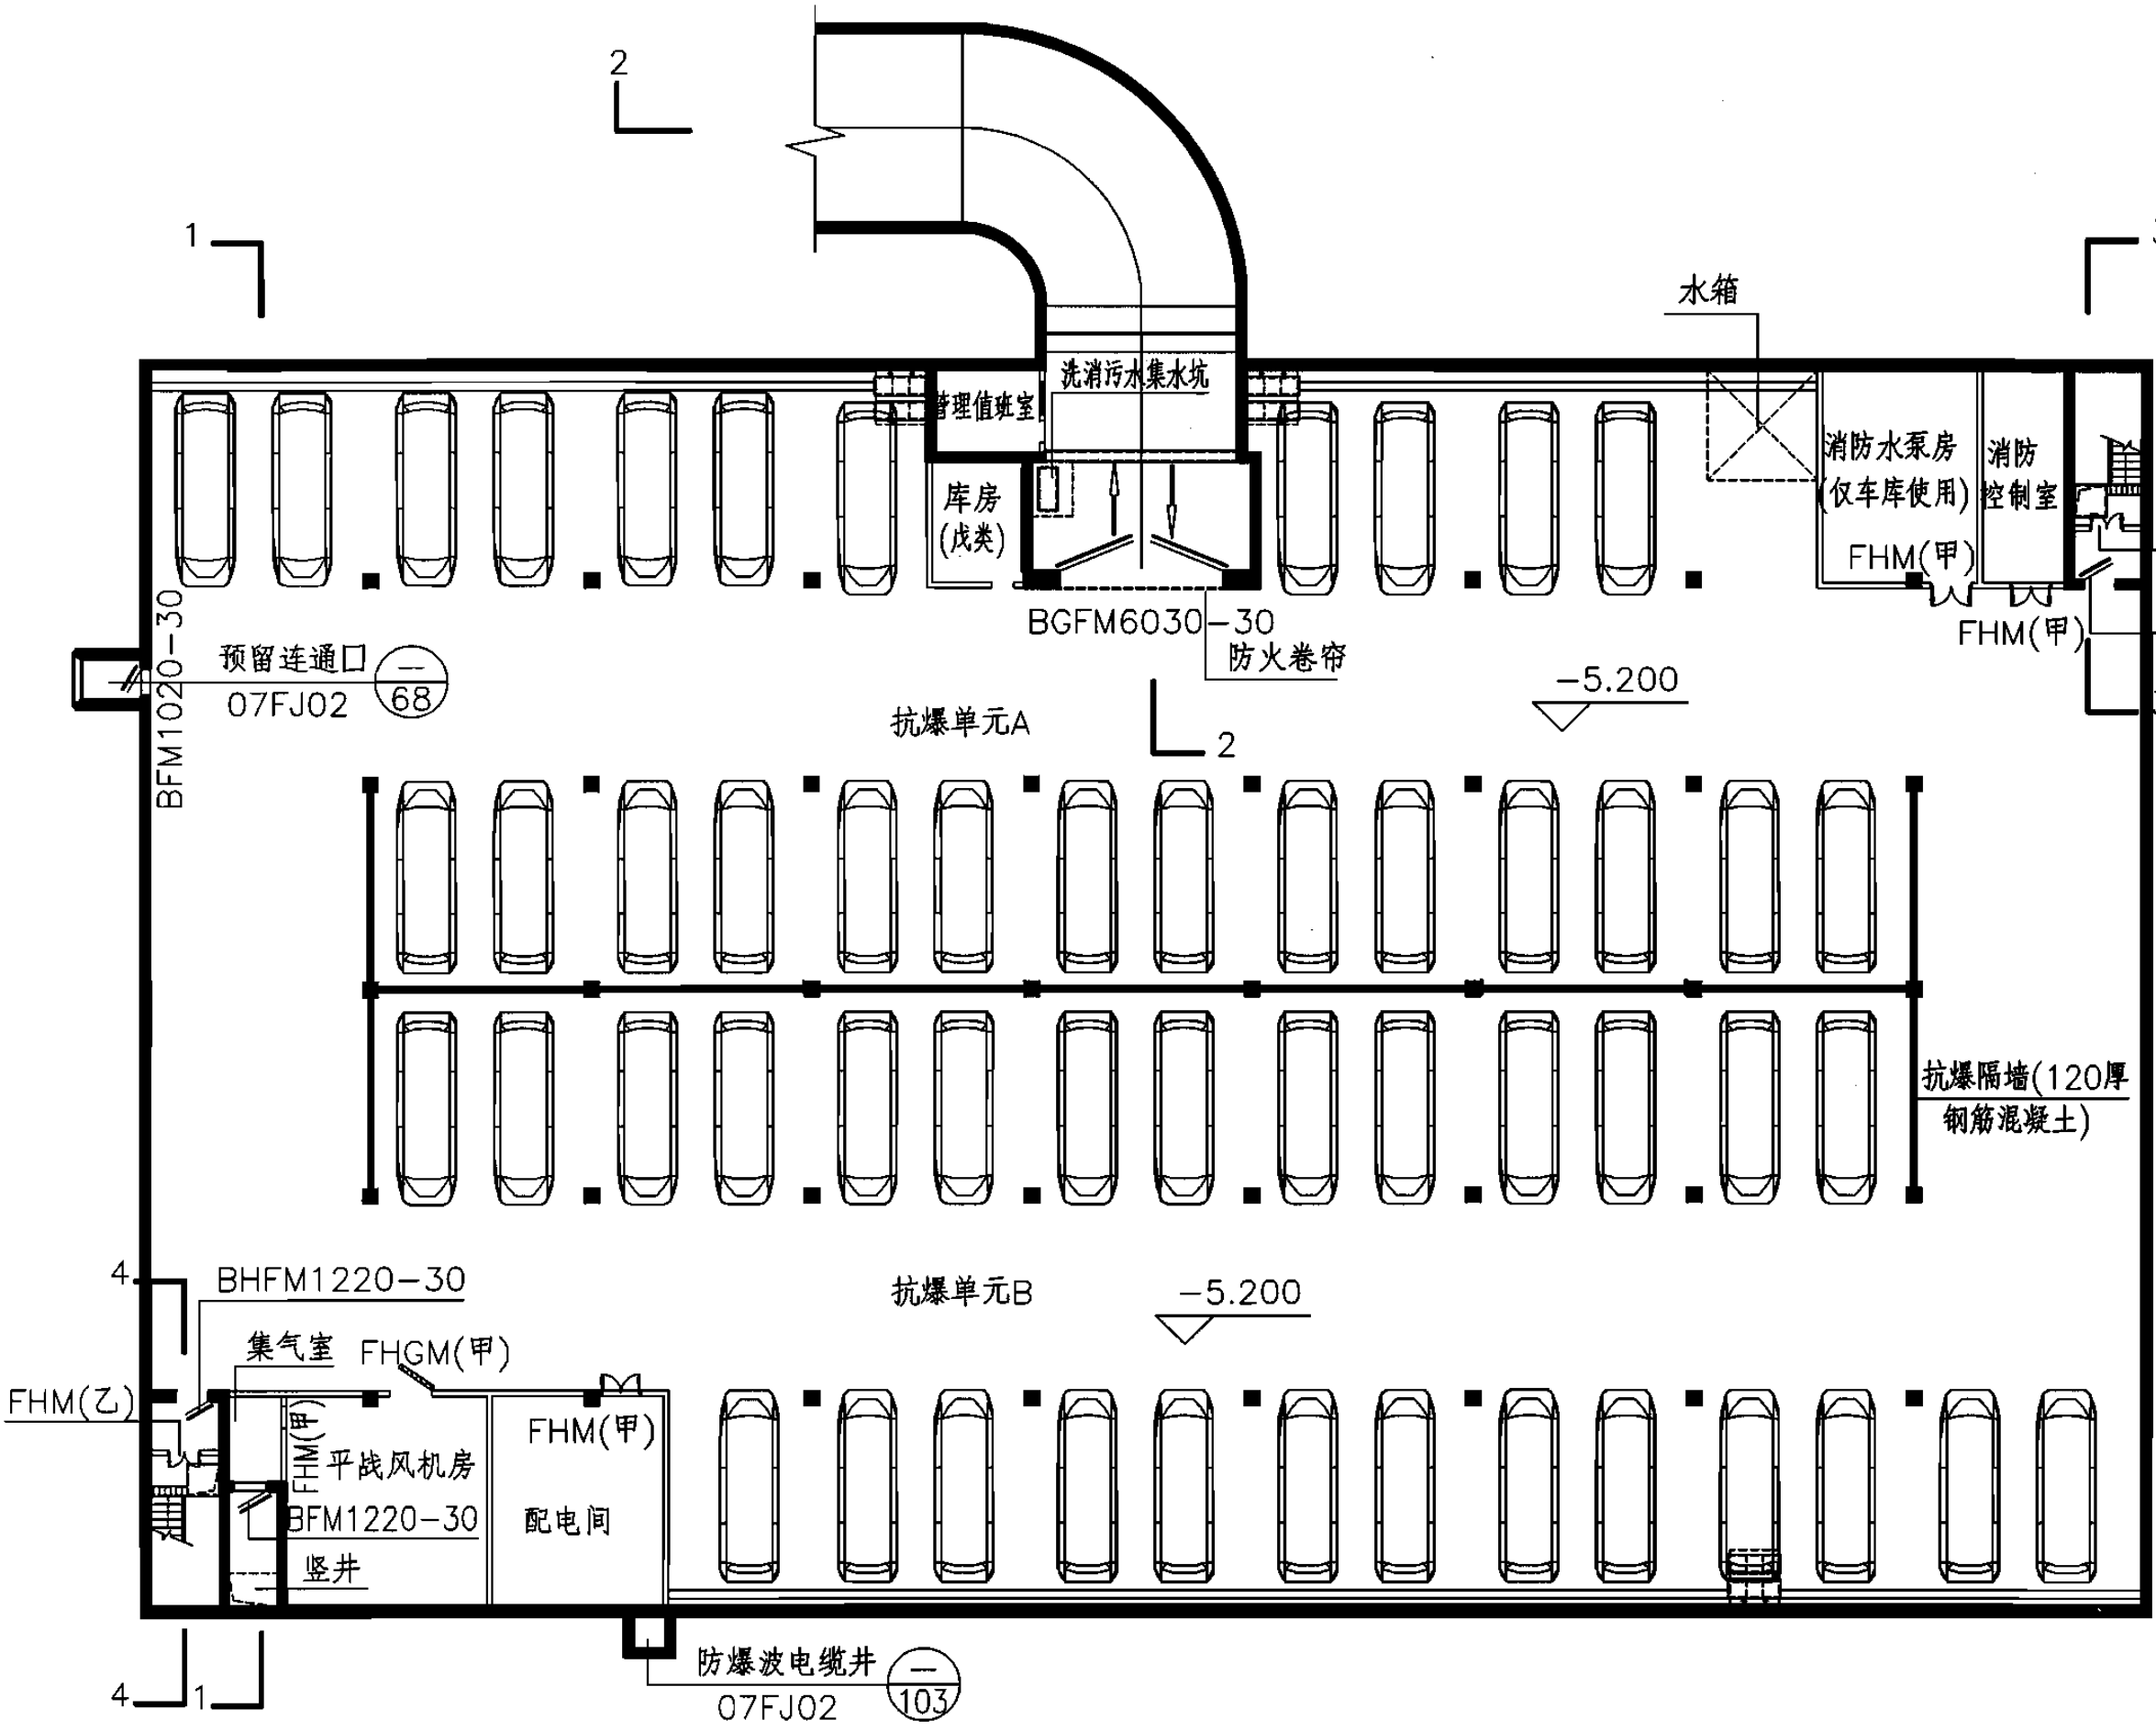 2
1
水箱
洗消污水集水坑
管理值班室
消防水泵房
(仅车库使用)
消防
控制室
库房
(戊类)
FHM(甲)
BGFM6030-30
防火卷帘
FHM(甲)
BFM1020-30
预留连通口
07FJ02
68
-5.200
抗爆单元A
2
抗爆隔墙(120厚
钢筋混凝土)
4
BHFM1220-30
抗爆单元B
-5.200
集气室
FHGM(甲)
FHM(乙)
FHM(甲)
FHM(甲)
平战风机房
BFM1220-30
配电间
竖井
防爆波电缆井
07FJ02
103
4
1